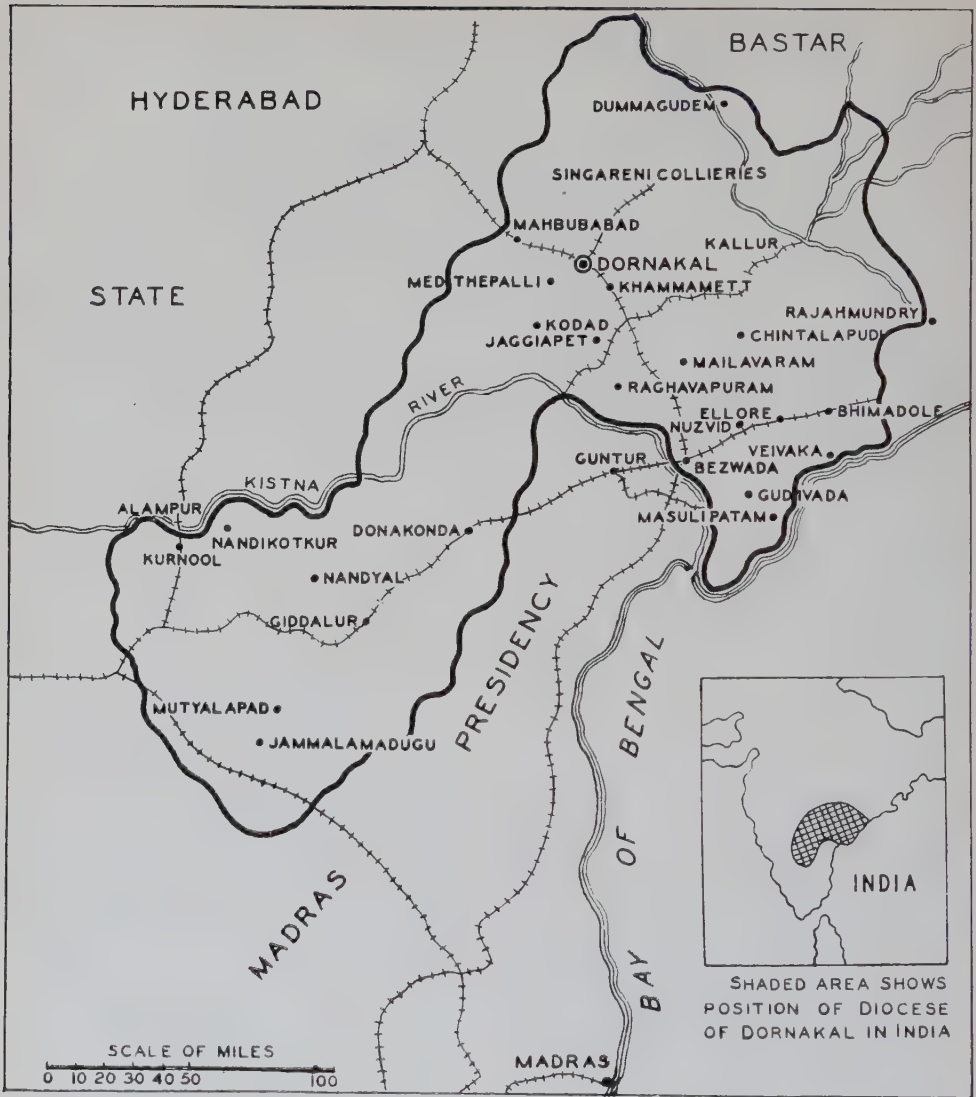 BASTAR
HYDERABAD
DUMMAGUDEM
SINGARENI COLLIERIES
MAHBUBABAD
KALLUR
DORNAKAL
MEDITHEPALLI
KHAMMAMETT
STATE
RAJAHMUNDRY
KODAD
CHINTALAPUDI
JAGGIAPET
MAILAVARAM
RIVER
RAGHAVAPURAM
ELLORE
BHIMADOLE
NUZVID
VEIVAKA
GUNTUR
BEZWADA
KISTNA
GUDIVADA
ALAMPUR
MASULIPATAM
NANDIKOTKUR
DONAKONDA
KURNOOL
NANDYAL
GIDDALUR
PRESIDENCY
MUTYALAPAD
JAMMALAMADUGU
BAY OF BENGAL
MADRAS
INDIA
SHADED AREA SHOWS
POSITION OF DIOCESE
OF DORNAKAL IN INDIA
SCALE OF MILES
0 10 20 30 40 50 100
MADRAS